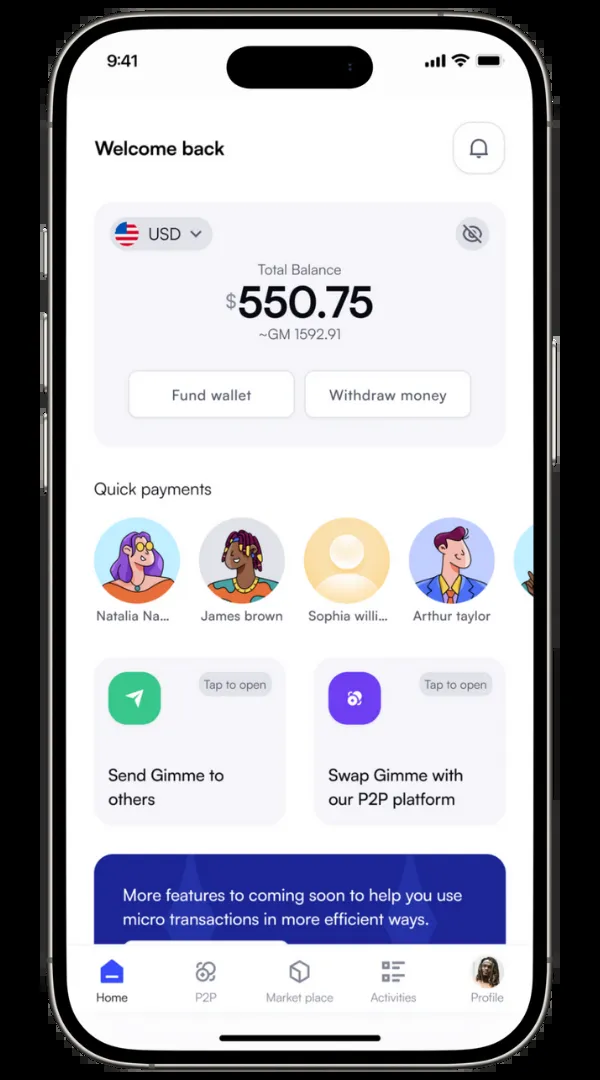 9:41
Welcome back
USD
Total Balance
$550.75
~GM 1592.91
Fund wallet
Withdraw money
Quick payments
Natalia Na...
James brown
Sophia willi...
Arthur taylor
Tap to open
Send Gimme to
others
Tap to open
Swap Gimme with
our P2P platform
More features to coming soon to help you use
micro transactions in more efficient ways.
Home
P2P
Market place
Activities
Profile